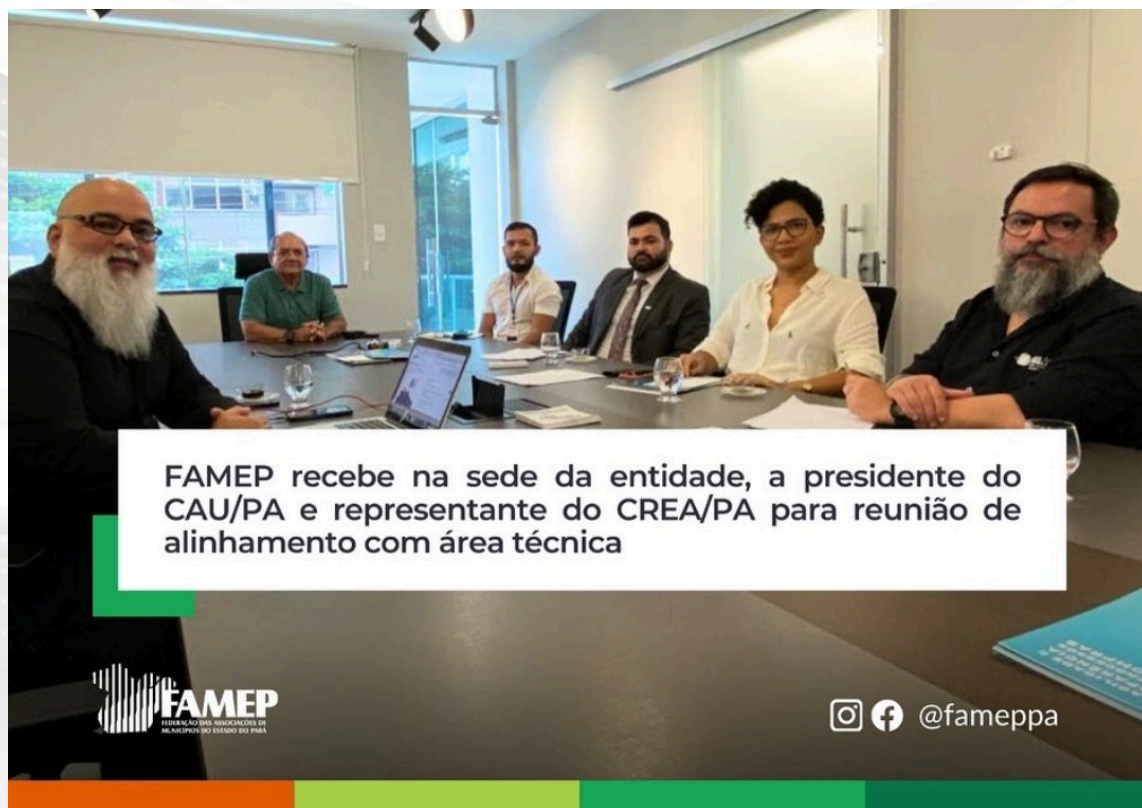 FAMEP recebe na sede da entidade, a presidente do
CAU/PA e representante do CREA/PA para reunião de
alinhamento com área técnica
FAMEP
FEDERAÇÃO DAS ASSOCIAÇÕES DE
MUNICÍPIOS DO ESTADO DO PARÁ
@fameppa